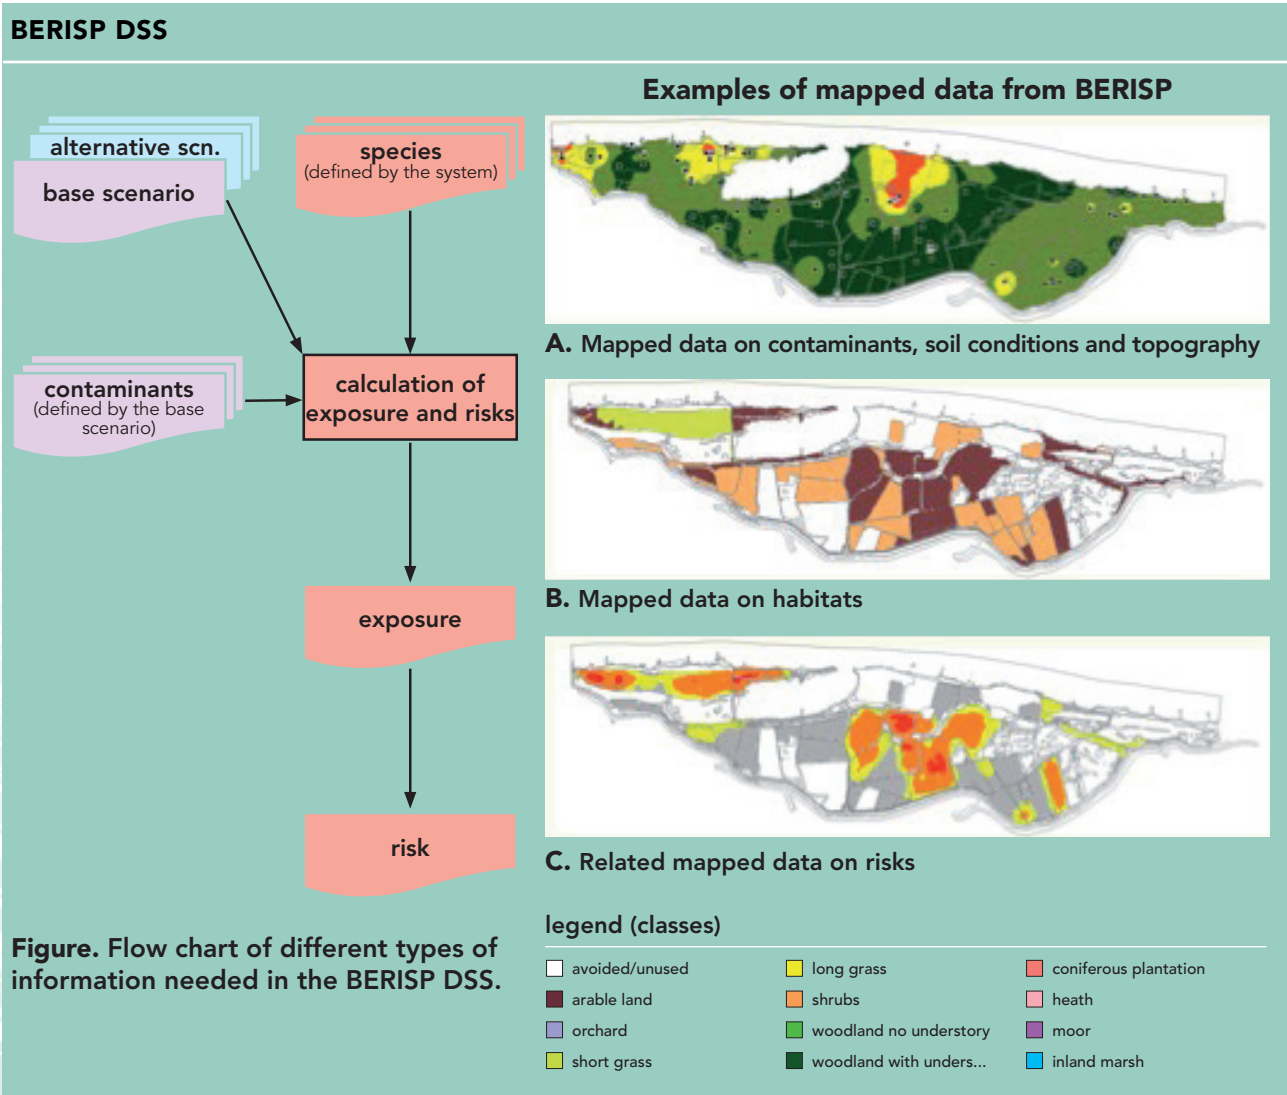 BERISP DSS
Examples of mapped data from BERISP
alternative scn.
base scenario
species
(defined by the system)
contaminants
(defined by the base
scenario)
calculation of
exposure and risks
exposure
risk
Figure. Flow chart of different types of
information needed in the BERISP DSS.
A. Mapped data on contaminants, soil conditions and topography
B. Mapped data on habitats
C. Related mapped data on risks
legend (classes)
avoided/unused
arable land
orchard
short grass
long grass
shrubs
woodland no understory
woodland with unders...
coniferous plantation
heath
moor
inland marsh